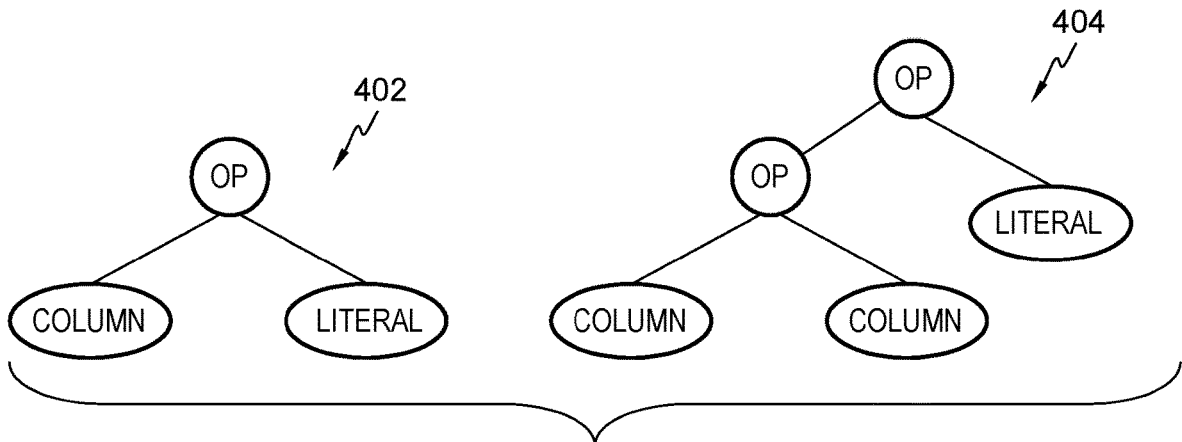 404
OP
402
OP
OP
LITERAL
COLUMN
LITERAL
COLUMN
COLUMN